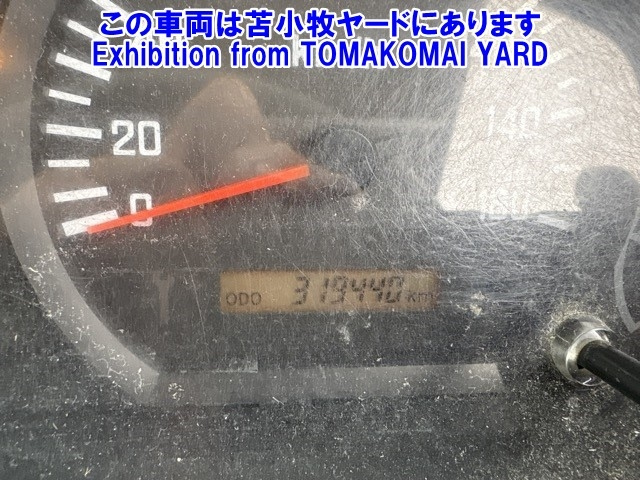 この車両は苫小牧ヤードにあります
Exhibition from TOMAKOMAI YARD
20
140
0
ODO 319440 km